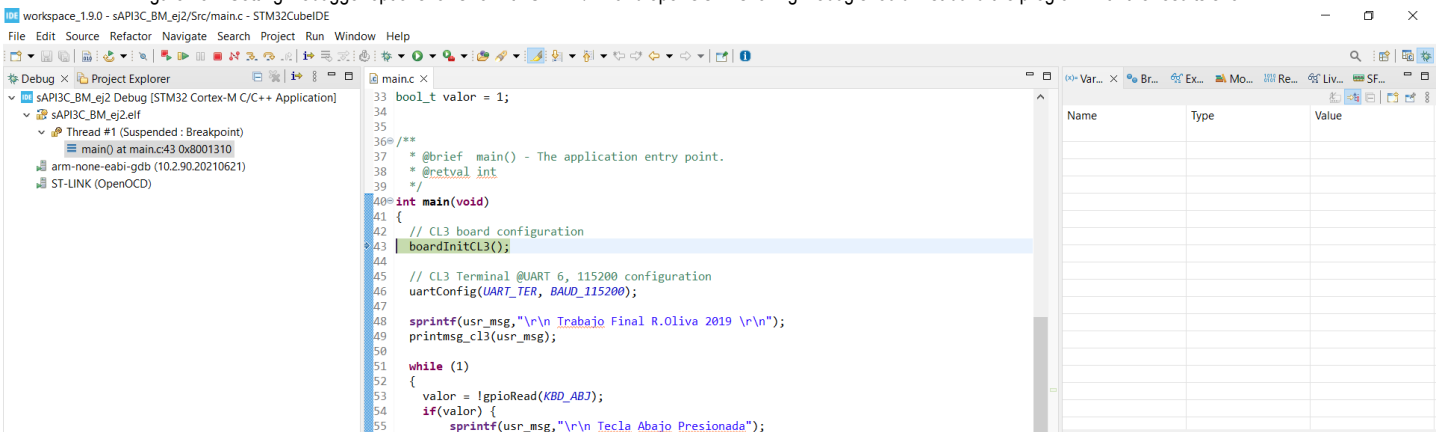 workspace_1.9.0 - sAPI3C_BM_ej2/Src/main.c - STM32CubeIDE
File Edit Source Refactor Navigate Search Project Run Window Help
Debug
Project Explorer
sAPI3C_BM_ej2 Debug [STM32 Cortex-M C/C++ Application]
sAPI3C_BM_ej2.elf
Thread #1 (Suspended : Breakpoint)
main() at main.c:43 0x8001310
arm-none-eabi-gdb (10.2.90.20210621)
ST-LINK (OpenOCD)
main.c
33 bool_t valor = 1;
34
35
36 /**
37 * @brief main() - The application entry point.
38 * @retval int
39 */
40 int main(void)
41 {
42 // CL3 board configuration
43 boardInitCL3();
44
45 // CL3 Terminal @UART 6, 115200 configuration
46 uartConfig(UART_TER, BAUD_115200);
47
48 sprintf(usr_msg,"\r\n Trabajo Final R.Oliva 2019 \r\n");
49 printmsg_cl3(usr_msg);
50
51 while (1)
52 {
53 valor = !gpioRead(KBD_ABJ);
54 if(valor) {
55 sprintf(usr_msg,"\r\n Tecla Abajo Presionada");
Var... Br... Ex... Mo... Re... Liv... SF...
Name Type Value